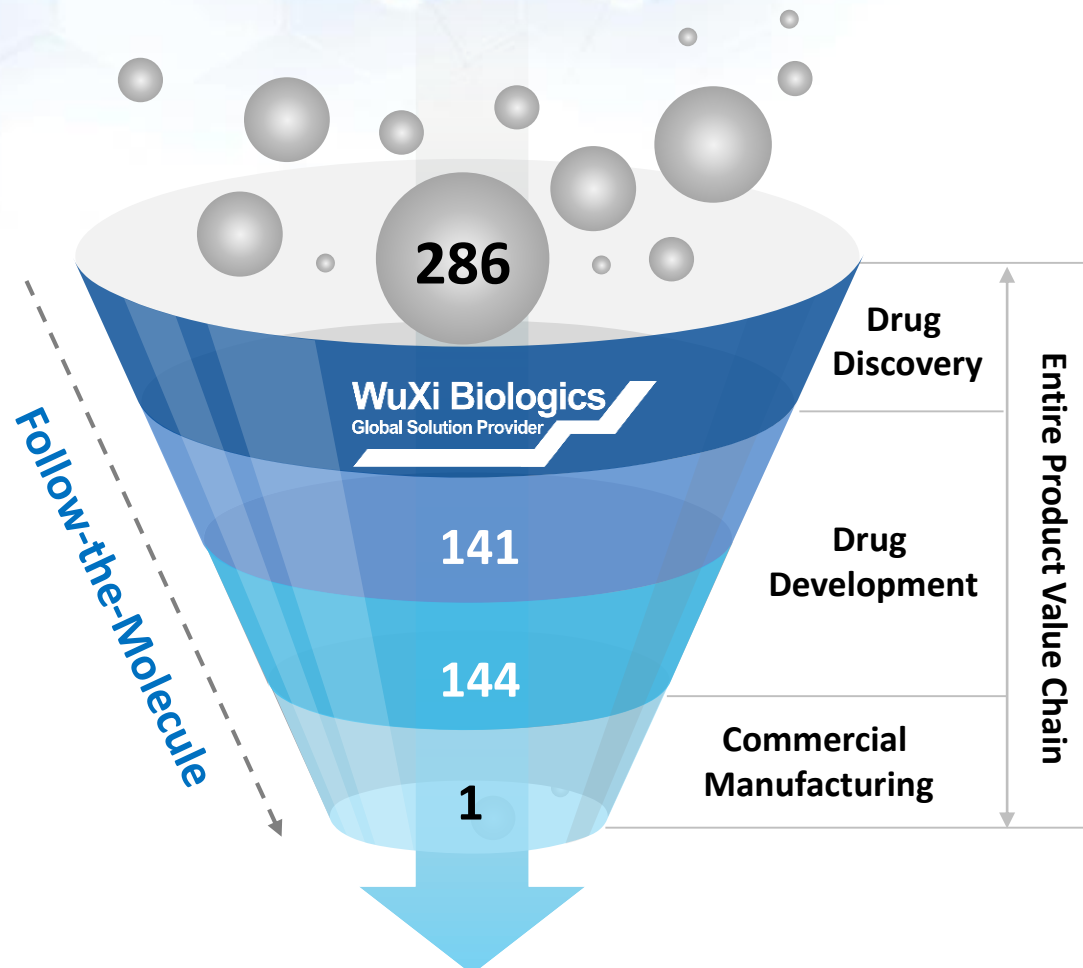 286
Drug
Discovery
WuXi Biologics
Global Solution Provider
Follow-the-Molecule
Entire Product Value Chain
141
Drug
Development
144
Commercial
Manufacturing
1